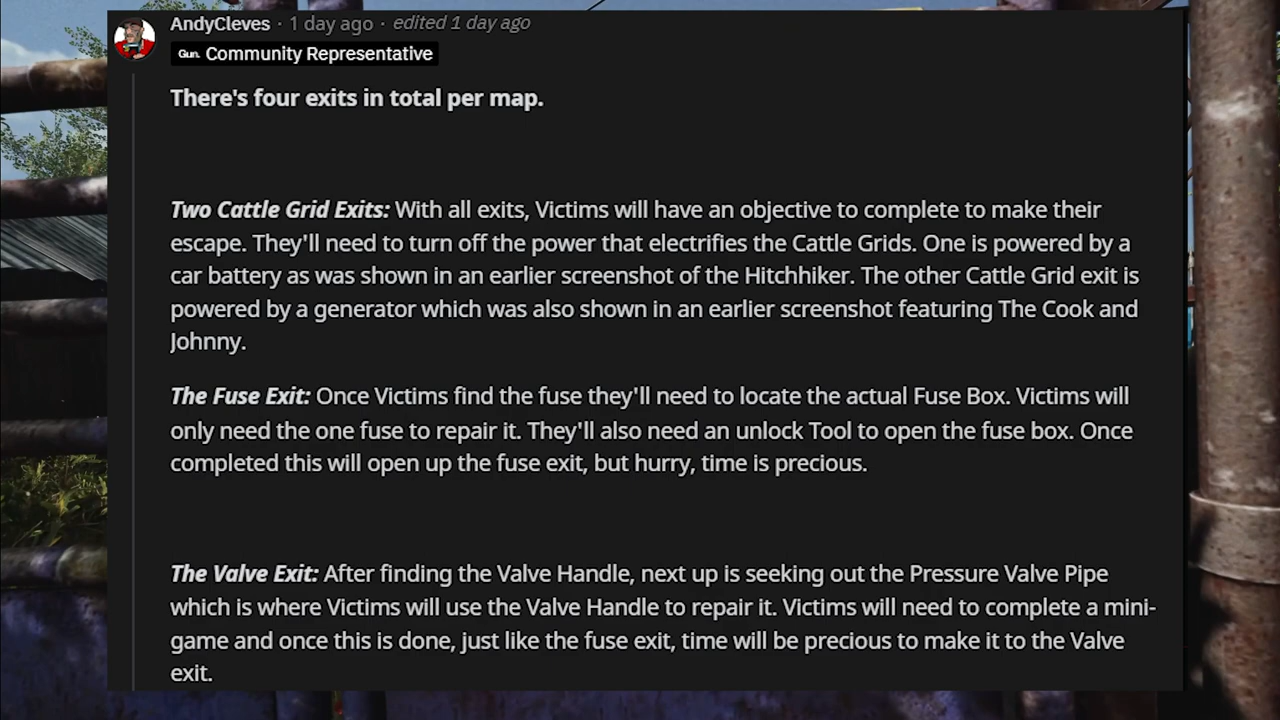 AndyCleves · 1 day ago · edited 1 day ago
Gun. Community Representative
There's four exits in total per map.
Two Cattle Grid Exits: With all exits, Victims will have an objective to complete to make their
escape. They'll need to turn off the power that electrifies the Cattle Grids. One is powered by a
car battery as was shown in an earlier screenshot of the Hitchhiker. The other Cattle Grid exit is
powered by a generator which was also shown in an earlier screenshot featuring The Cook and
Johnny.
The Fuse Exit: Once Victims find the fuse they'll need to locate the actual Fuse Box. Victims will
only need the one fuse to repair it. They'll also need an unlock Tool to open the fuse box. Once
completed this will open up the fuse exit, but hurry, time is precious.
The Valve Exit: After finding the Valve Handle, next up is seeking out the Pressure Valve Pipe
which is where Victims will use the Valve Handle to repair it. Victims will need to complete a mini-
game and once this is done, just like the fuse exit, time will be precious to make it to the Valve
exit.